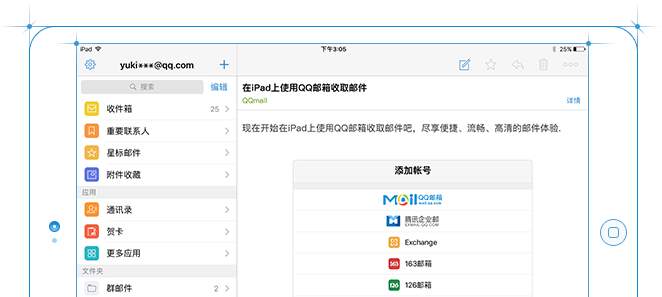 iPad 下午3:05 25%
yuki***@qq.com
搜索 编辑
收件箱 25
重要联系人
星标邮件
附件收藏
应用
通讯录
贺卡
更多应用
文件夹
群邮件 2
在iPad上使用QQ邮箱收取邮件
QQmail 详情
现在开始在iPad上使用QQ邮箱收取邮件吧，尽享便捷、流畅、高清的邮件体验.
添加帐号
Mail QQ邮箱
mail.qq.com
腾讯企业邮
EXMAIL.QQ.COM
Exchange
163 163邮箱
126 126邮箱